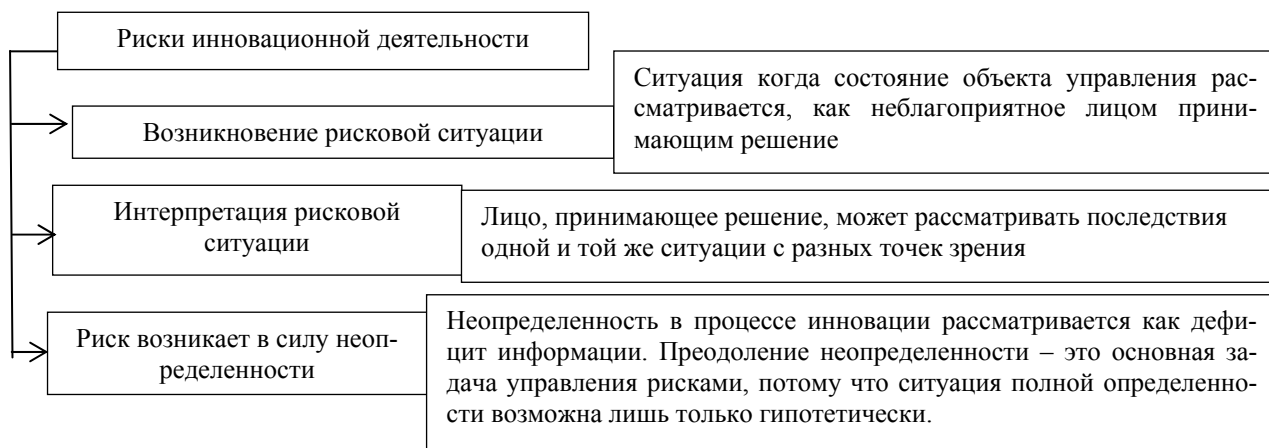 Риски инновационной деятельности
Возникновение рисковой ситуации
Ситуация когда состояние объекта управления рас-
сматривается, как неблагоприятное лицом прини-
мающим решение
Интерпретация рисковой
ситуации
Лицо, принимающее решение, может рассматривать последствия
одной и той же ситуации с разных точек зрения
Риск возникает в силу неоп-
ределенности
Неопределенность в процессе инновации рассматривается как дефи-
цит информации. Преодоление неопределенности – это основная за-
дача управления рисками, потому что ситуация полной определенно-
сти возможна лишь только гипотетически.